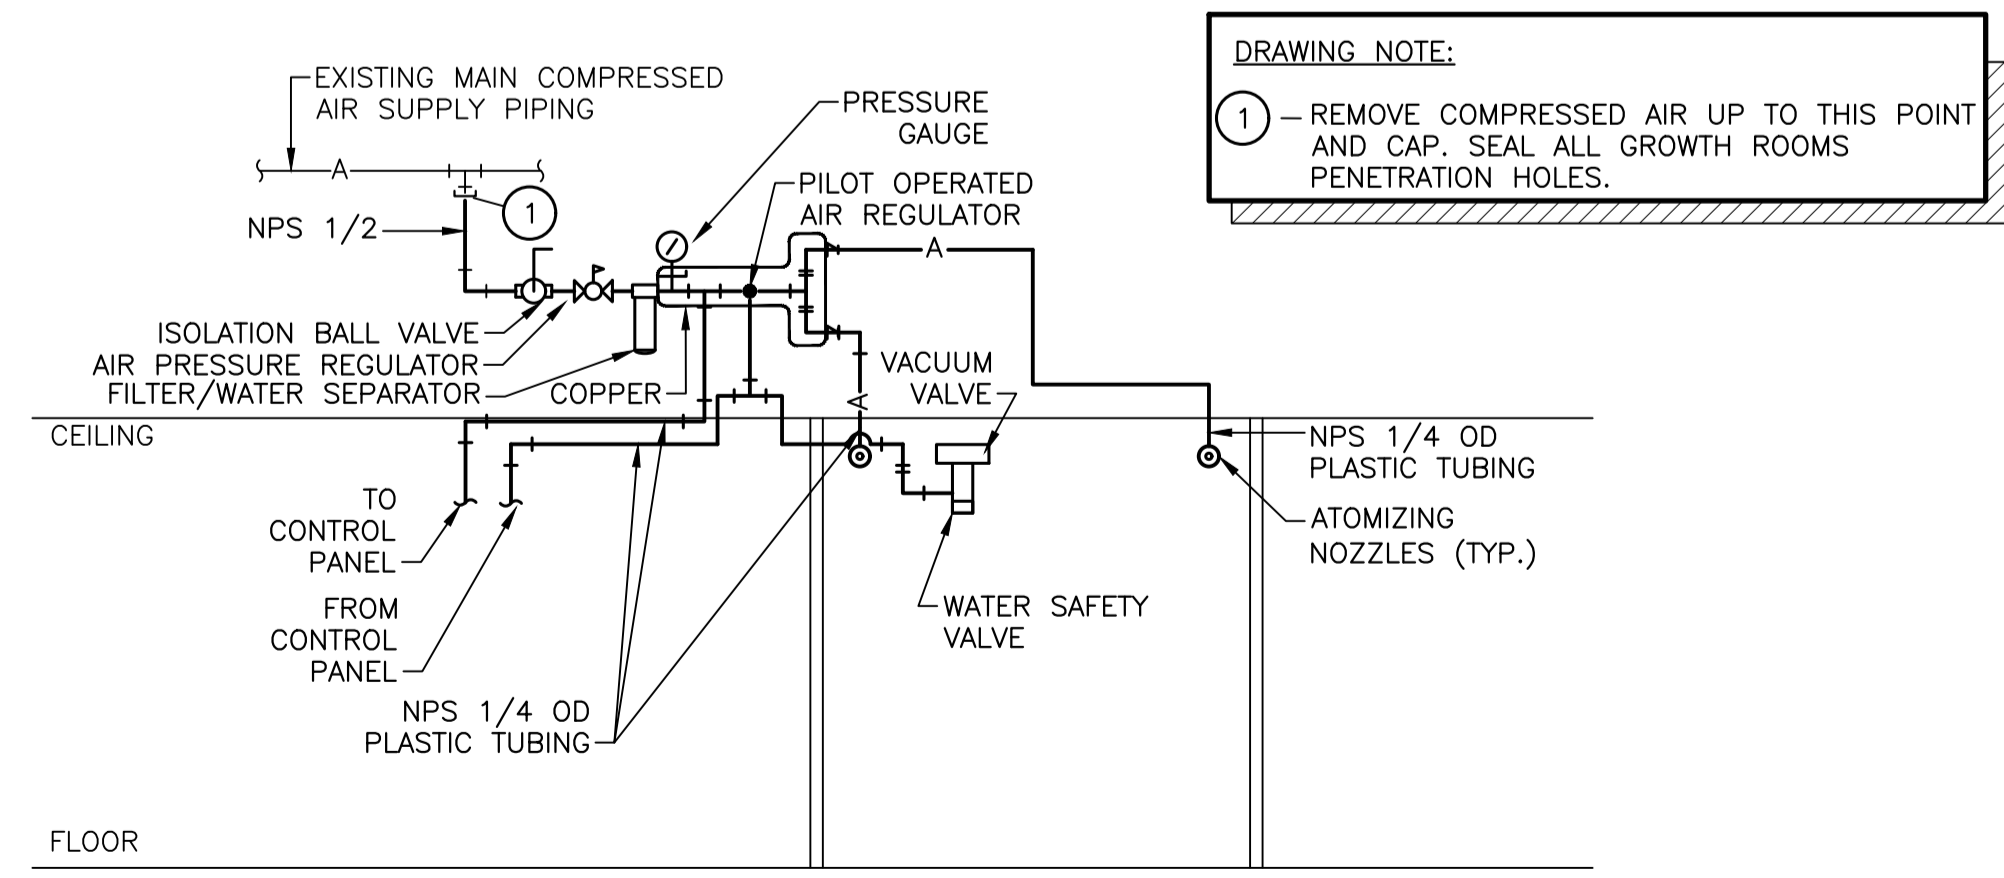 DRAWING NOTE:
1 – REMOVE COMPRESSED AIR UP TO THIS POINT
AND CAP. SEAL ALL GROWTH ROOMS
PENETRATION HOLES.
EXISTING MAIN COMPRESSED
AIR SUPPLY PIPING
PRESSURE
GAUGE
A
PILOT OPERATED
AIR REGULATOR
1
NPS 1/2
A
ISOLATION BALL VALVE
AIR PRESSURE REGULATOR
FILTER/WATER SEPARATOR
COPPER
VACUUM
VALVE
A
CEILING
NPS 1/4 OD
PLASTIC TUBING
TO
CONTROL
PANEL
ATOMIZING
NOZZLES (TYP.)
FROM
CONTROL
PANEL
WATER SAFETY
VALVE
NPS 1/4 OD
PLASTIC TUBING
FLOOR